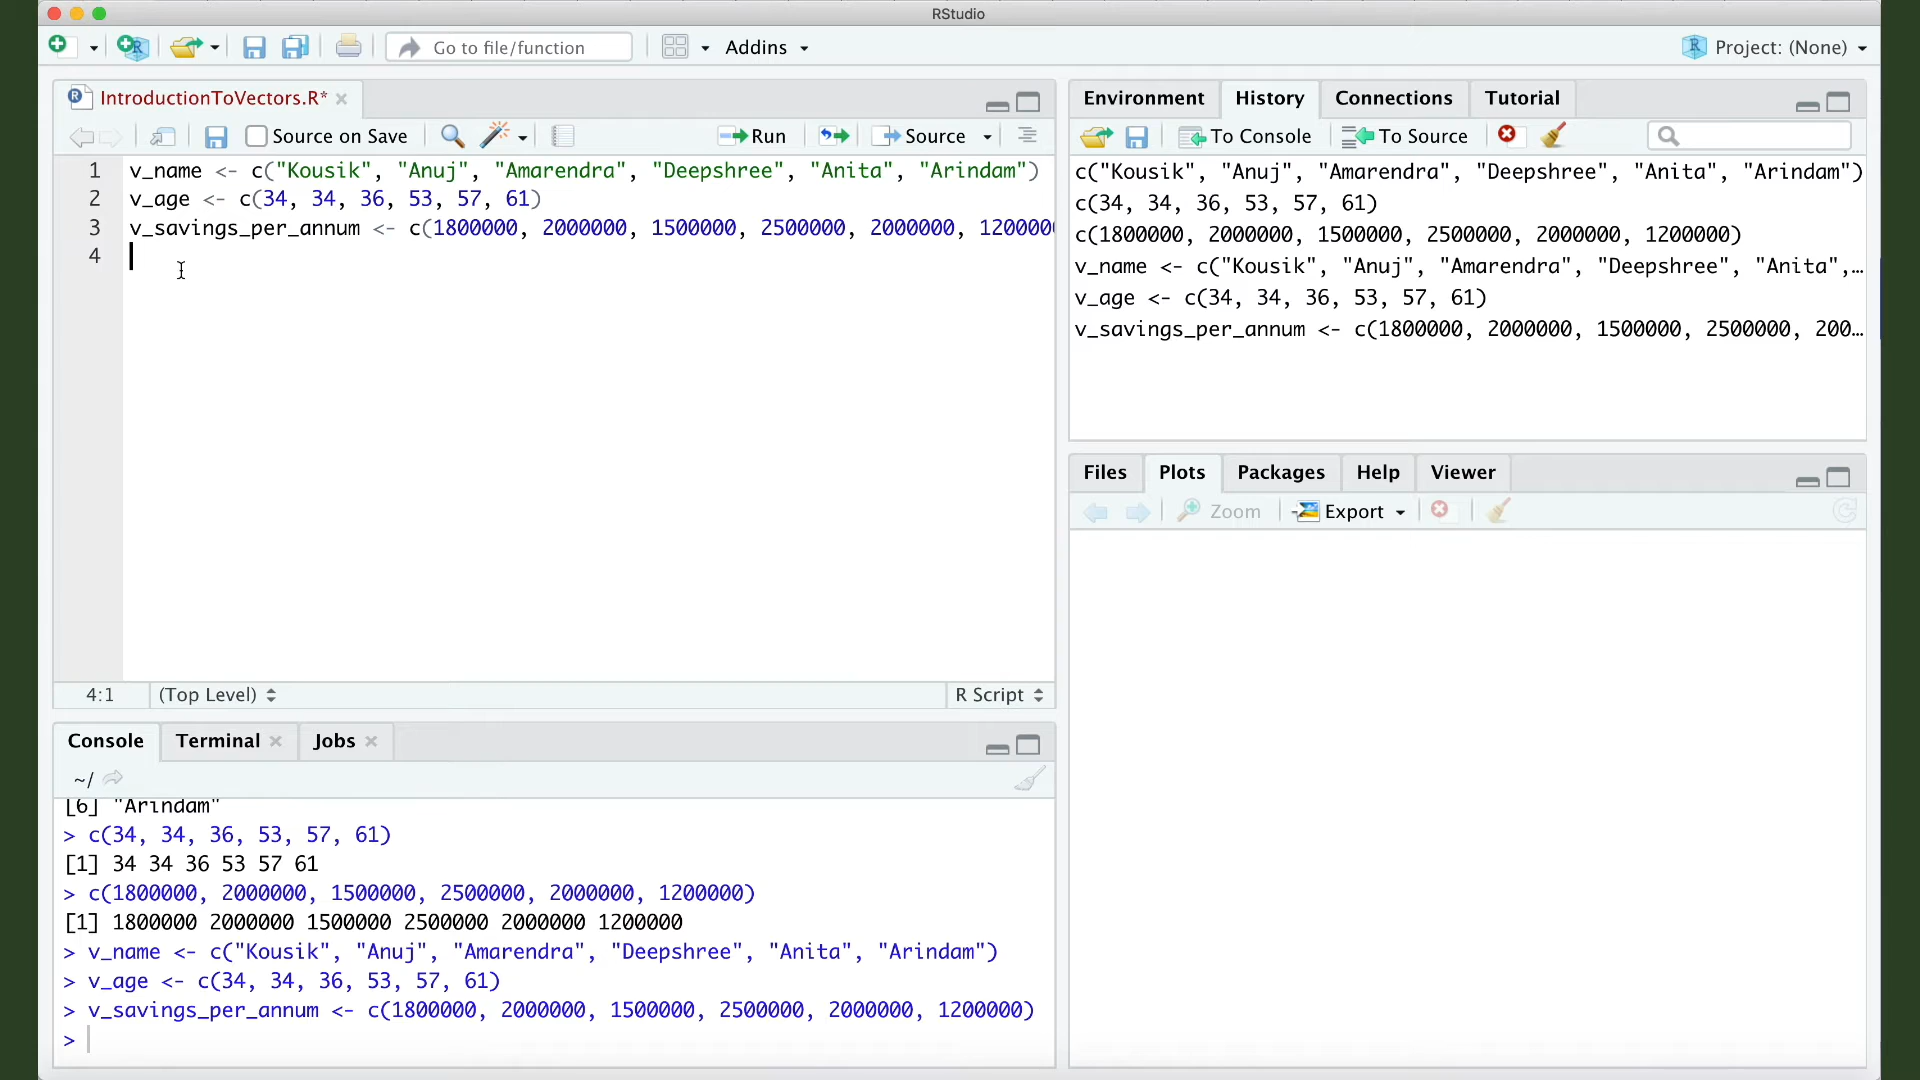 RStudio
Go to file/function
Addins
Project: (None)
IntroductionToVectors.R*
Source on Save
Run
Source
1 v_name <- c("Kousik", "Anuj", "Amarendra", "Deepshree", "Anita", "Arindam")
2 v_age <- c(34, 34, 36, 53, 57, 61)
3 v_savings_per_annum <- c(1800000, 2000000, 1500000, 2500000, 2000000, 1200000
4
4:1
(Top Level)
R Script
Console
Terminal
Jobs
~/
[6] "Arindam"
> c(34, 34, 36, 53, 57, 61)
[1] 34 34 36 53 57 61
> c(1800000, 2000000, 1500000, 2500000, 2000000, 1200000)
[1] 1800000 2000000 1500000 2500000 2000000 1200000
> v_name <- c("Kousik", "Anuj", "Amarendra", "Deepshree", "Anita", "Arindam")
> v_age <- c(34, 34, 36, 53, 57, 61)
> v_savings_per_annum <- c(1800000, 2000000, 1500000, 2500000, 2000000, 1200000)
>
Environment
History
Connections
Tutorial
To Console
To Source
c("Kousik", "Anuj", "Amarendra", "Deepshree", "Anita", "Arindam")
c(34, 34, 36, 53, 57, 61)
c(1800000, 2000000, 1500000, 2500000, 2000000, 1200000)
v_name <- c("Kousik", "Anuj", "Amarendra", "Deepshree", "Anita",…
v_age <- c(34, 34, 36, 53, 57, 61)
v_savings_per_annum <- c(1800000, 2000000, 1500000, 2500000, 200…
Files
Plots
Packages
Help
Viewer
Zoom
Export